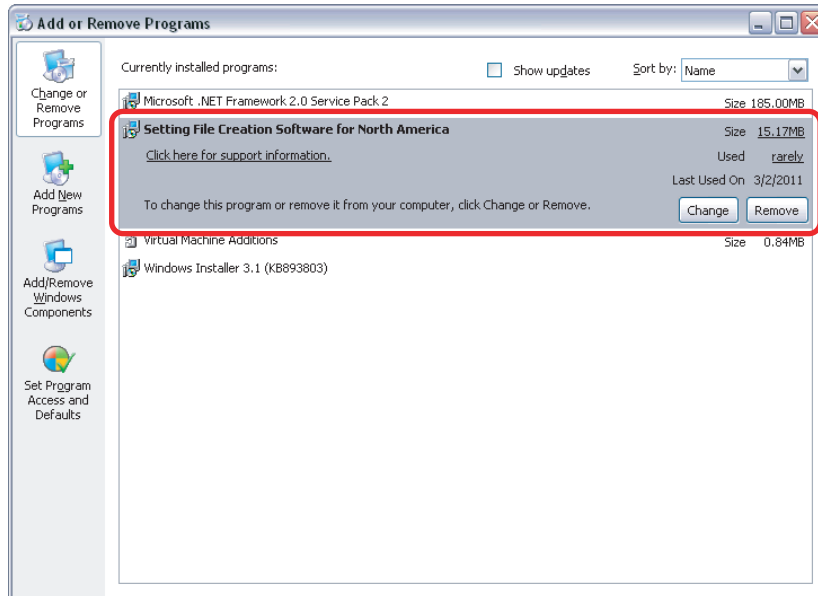 Add or Remove Programs
Change or
Remove
Programs
Add New
Programs
Add/Remove
Windows
Components
Set Program
Access and
Defaults
Currently installed programs:
Show updates
Sort by: Name
Microsoft .NET Framework 2.0 Service Pack 2 Size 185.00MB
Setting File Creation Software for North America Size 15.17MB
Click here for support information. Used rarely
Last Used On 3/2/2011
To change this program or remove it from your computer, click Change or Remove. Change Remove
Virtual Machine Additions Size 0.84MB
Windows Installer 3.1 (KB893803)